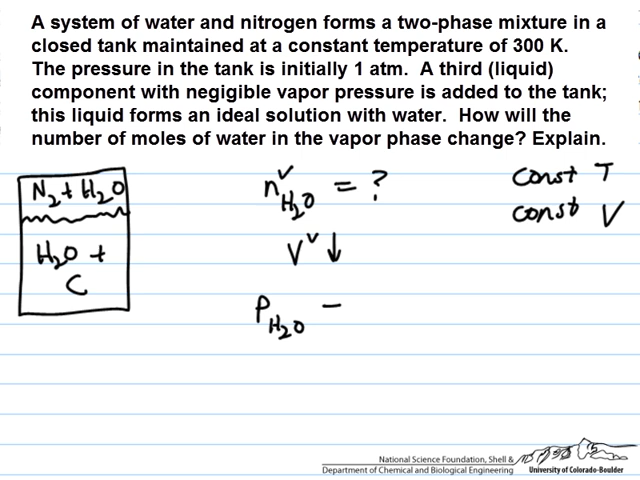 A system of water and nitrogen forms a two-phase mixture in a
closed tank maintained at a constant temperature of 300 K.
The pressure in the tank is initially 1 atm.  A third (liquid)
component with negigible vapor pressure is added to the tank;
this liquid forms an ideal solution with water.  How will the
number of moles of water in the vapor phase change? Explain.
N₂ + H₂O
H₂O +
C
n^v_H₂O = ?
V^v ↓
P_H₂O =
const T
const V
National Science Foundation, Shell &
Department of Chemical and Biological Engineering
University of Colorado-Boulder